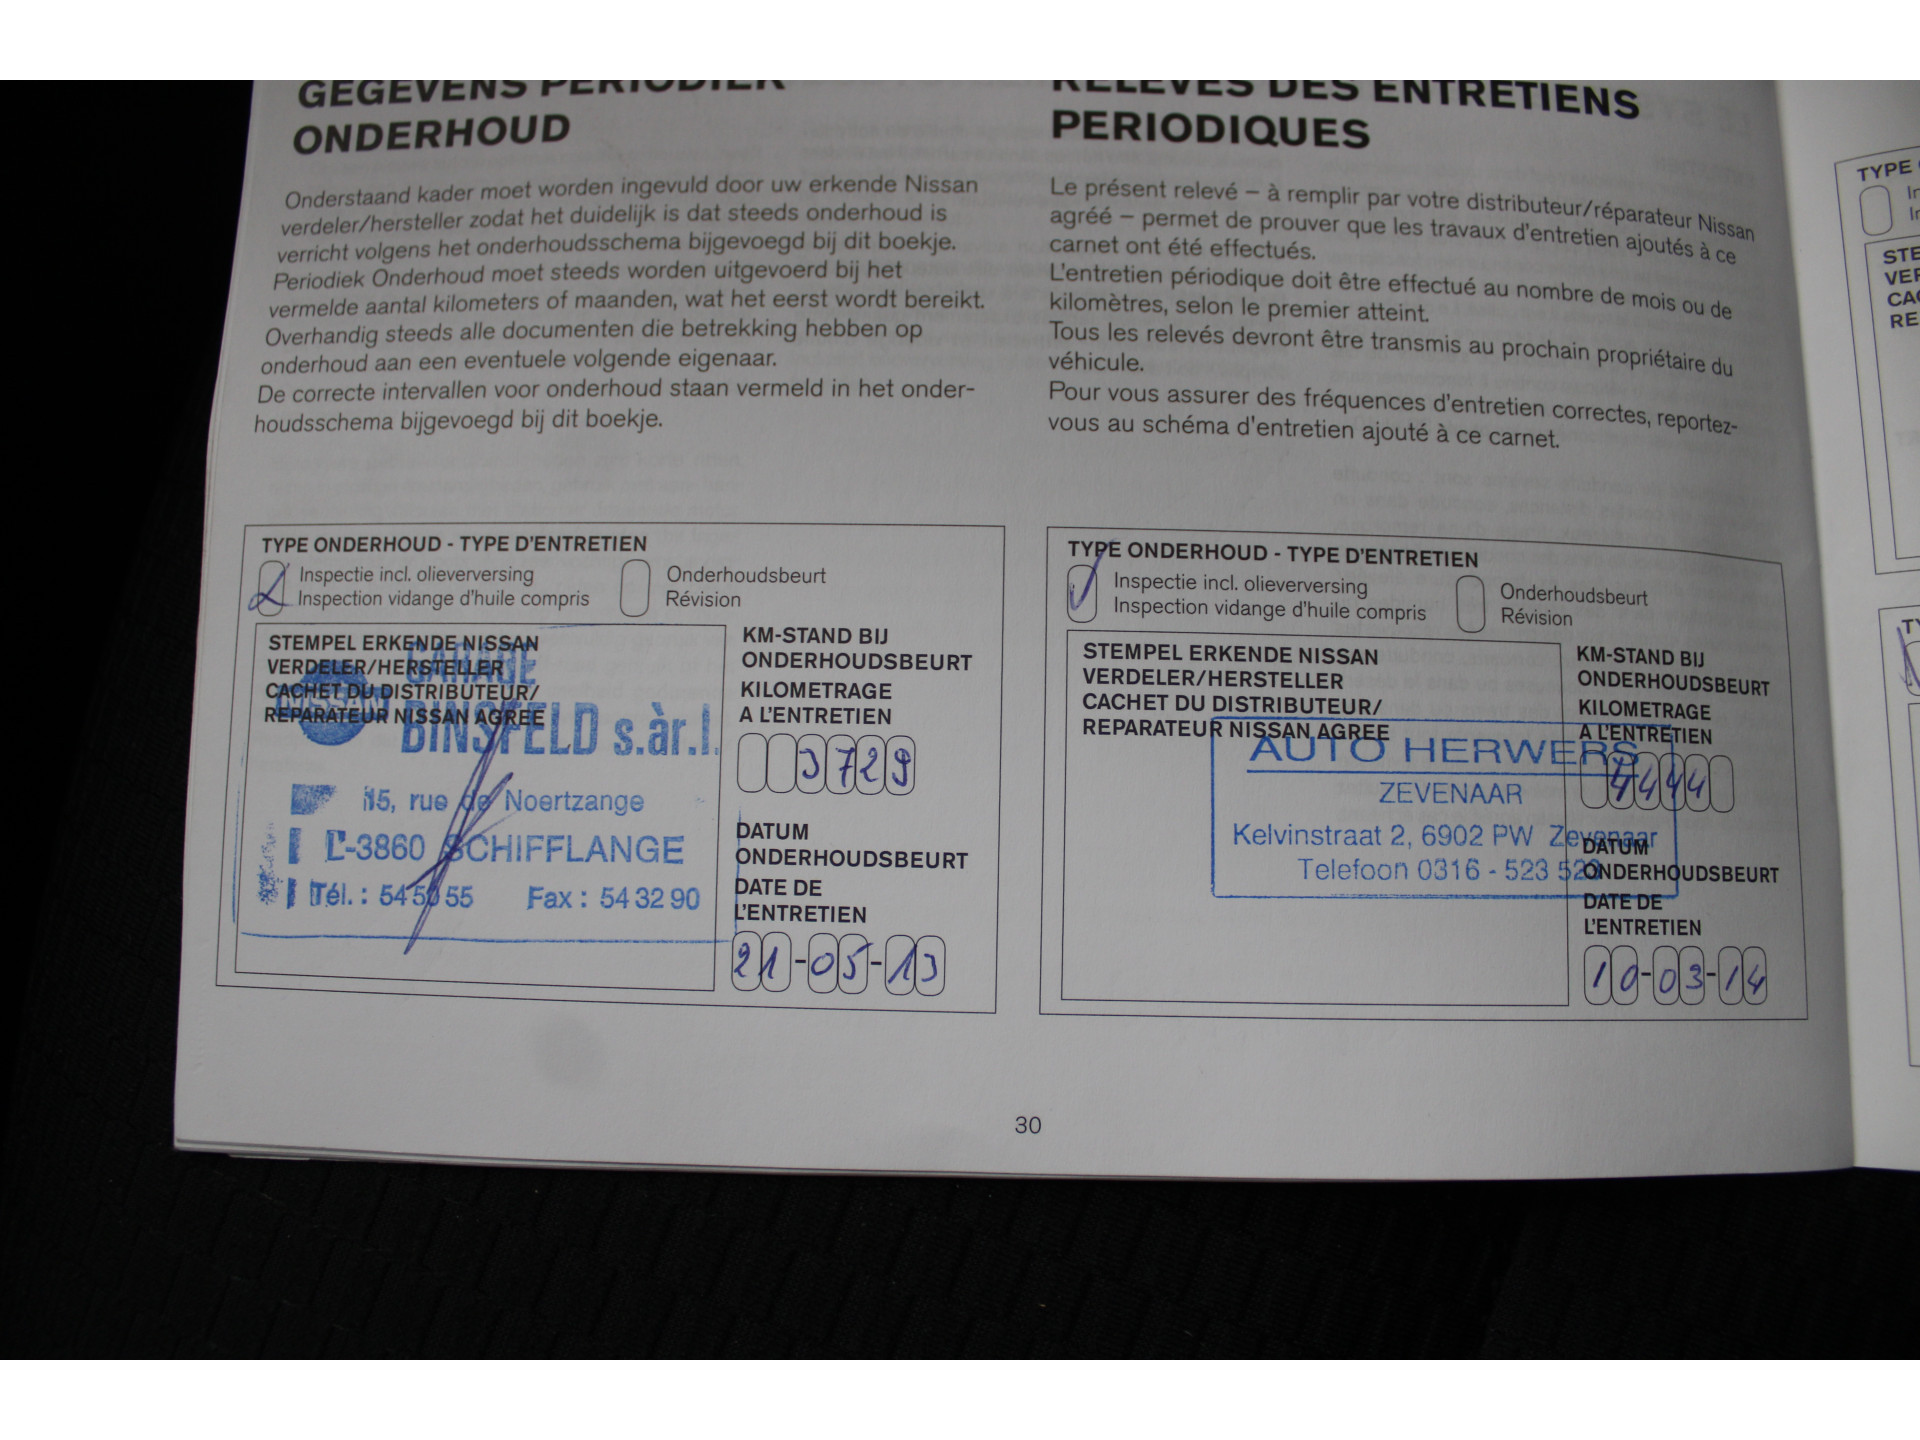 GEGEVENS PERIODIEK
ONDERHOUD
Onderstaand kader moet worden ingevuld door uw erkende Nissan
verdeler/hersteller zodat het duidelijk is dat steeds onderhoud is
verricht volgens het onderhoudsschema bijgevoegd bij dit boekje.
Periodiek Onderhoud moet steeds worden uitgevoerd bij het
vermelde aantal kilometers of maanden, wat het eerst wordt bereikt.
Overhandig steeds alle documenten die betrekking hebben op
onderhoud aan een eventuele volgende eigenaar.
De correcte intervallen voor onderhoud staan vermeld in het onder-
houdsschema bijgevoegd bij dit boekje.
RELEVES DES ENTRETIENS
PERIODIQUES
Le présent relevé – à remplir par votre distributeur/réparateur Nissan
agréé – permet de prouver que les travaux d'entretien ajoutés à ce
carnet ont été effectués.
L'entretien périodique doit être effectué au nombre de mois ou de
kilomètres, selon le premier atteint.
Tous les relevés devront être transmis au prochain propriétaire du
véhicule.
Pour vous assurer des fréquences d'entretien correctes, reportez-
vous au schéma d'entretien ajouté à ce carnet.
TYPE ONDERHOUD - TYPE D'ENTRETIEN
Inspectie incl. olieverversing
Inspection vidange d'huile compris
Onderhoudsbeurt
Révision
STEMPEL ERKENDE NISSAN
VERDELER/HERSTELLER
CACHET DU DISTRIBUTEUR/
REPARATEUR NISSAN AGREE
NISSAN
GARAGE
BINSFELD s.àr.l.
15, rue de Noertzange
L-3860 SCHIFFLANGE
Tél.: 54 50 55 Fax: 54 32 90
KM-STAND BIJ
ONDERHOUDSBEURT
KILOMETRAGE
A L'ENTRETIEN
3729
DATUM
ONDERHOUDSBEURT
DATE DE
L'ENTRETIEN
21-05-13
TYPE ONDERHOUD - TYPE D'ENTRETIEN
Inspectie incl. olieverversing
Inspection vidange d'huile compris
Onderhoudsbeurt
Révision
STEMPEL ERKENDE NISSAN
VERDELER/HERSTELLER
CACHET DU DISTRIBUTEUR/
REPARATEUR NISSAN AGREE
AUTO HERWERS
ZEVENAAR
Kelvinstraat 2, 6902 PW Zevenaar
Telefoon 0316 - 523 523
KM-STAND BIJ
ONDERHOUDSBEURT
KILOMETRAGE
A L'ENTRETIEN
4444
DATUM
ONDERHOUDSBEURT
DATE DE
L'ENTRETIEN
10-03-14
30
TYPE
STE
VER
CAC
RE
TY